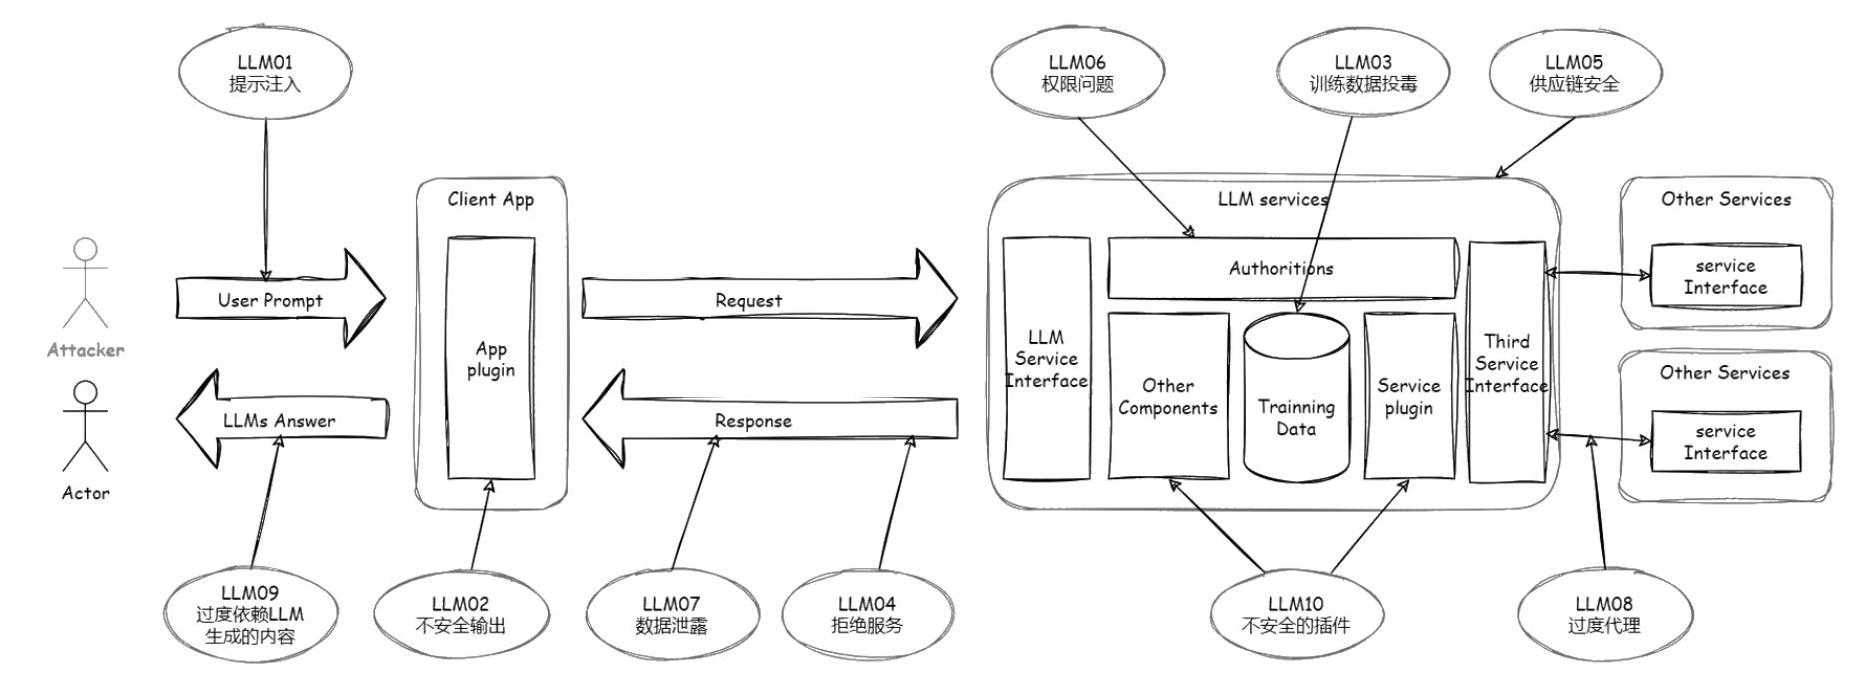 LLM01
提示注入
LLM06
权限问题
LLM03
训练数据投毒
LLM05
供应链安全
Client App
LLM services
Other Services
Attacker
User Prompt
App
plugin
Request
LLM
Service
Interface
Authoritions
Third
Service
Interface
service
Interface
Actor
LLMs Answer
Response
Other
Components
Trainning
Data
Service
plugin
Other Services
service
Interface
LLM09
过度依赖LLM
生成的内容
LLM02
不安全输出
LLM07
数据泄露
LLM04
拒绝服务
LLM10
不安全的插件
LLM08
过度代理